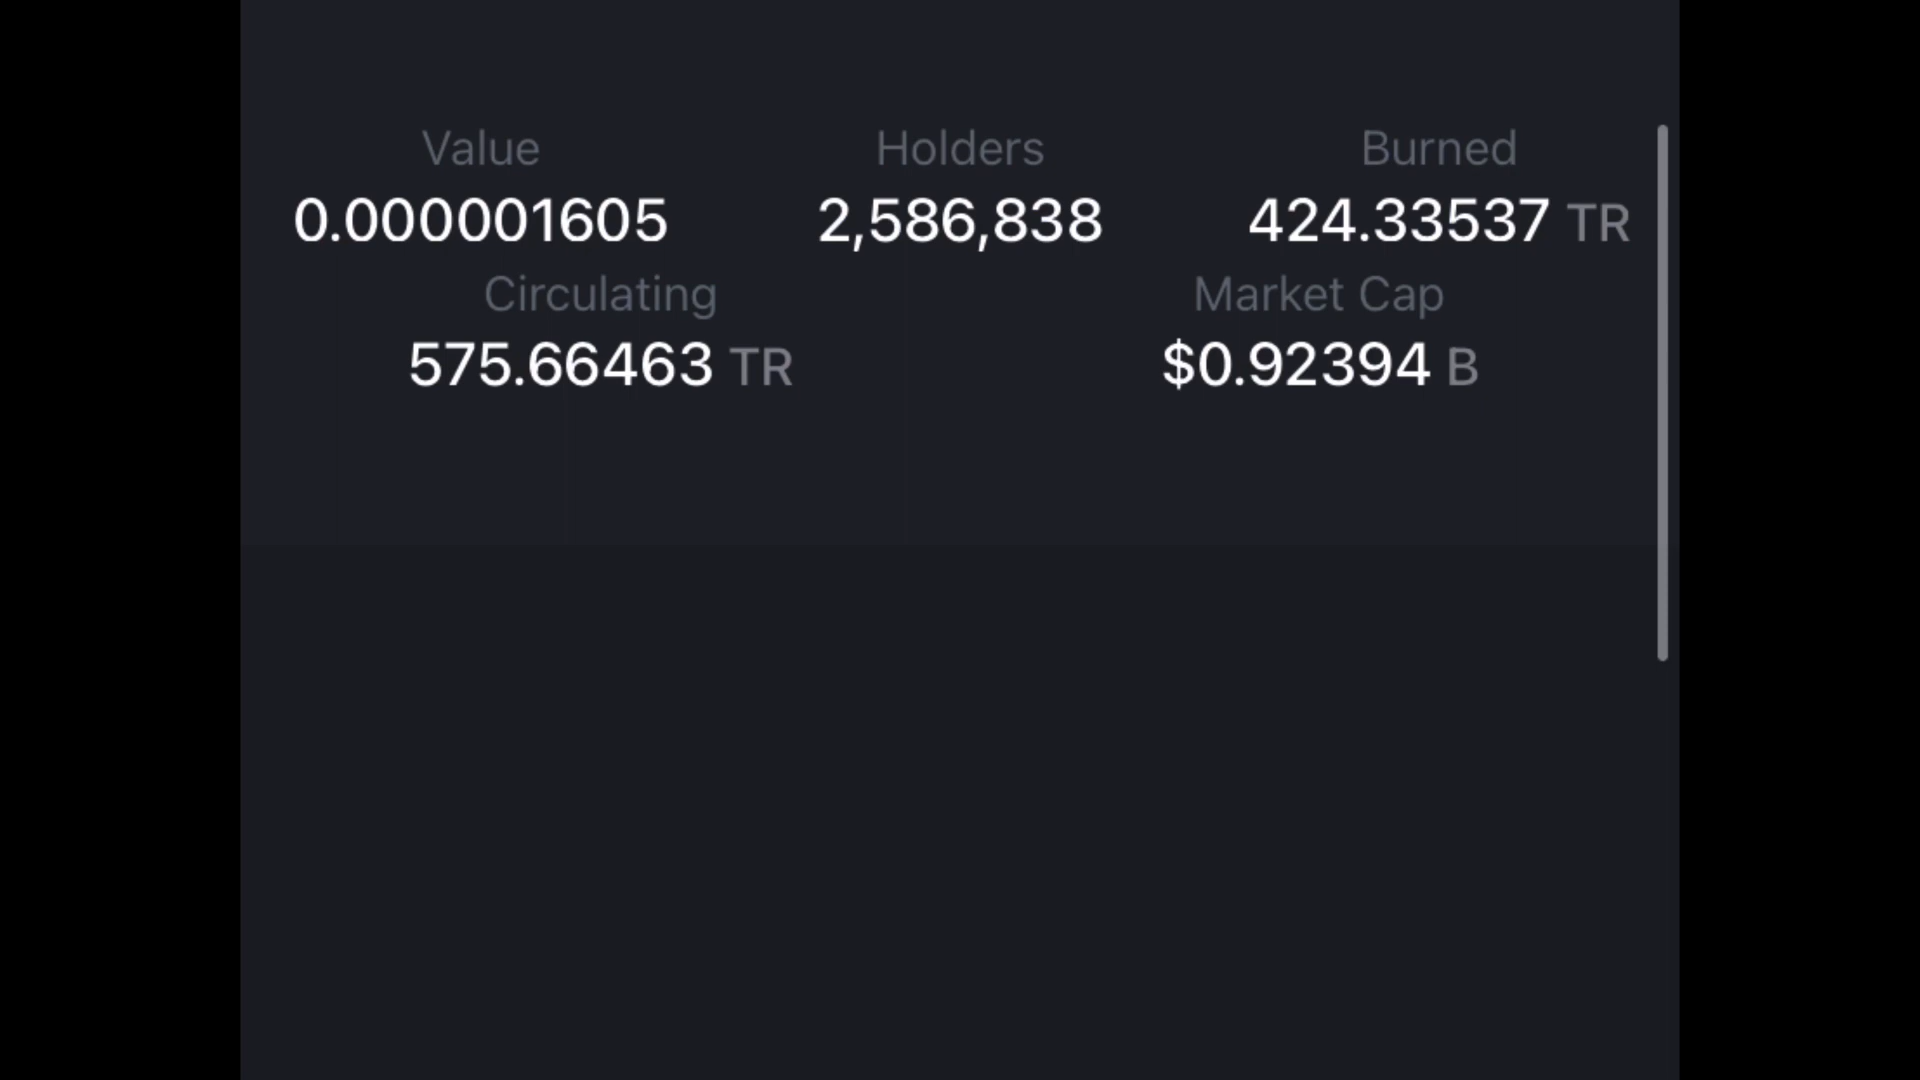 Value Holders Burned
0.000001605 2,586,838 424.33537 TR
Circulating Market Cap
575.66463 TR $0.92394 B